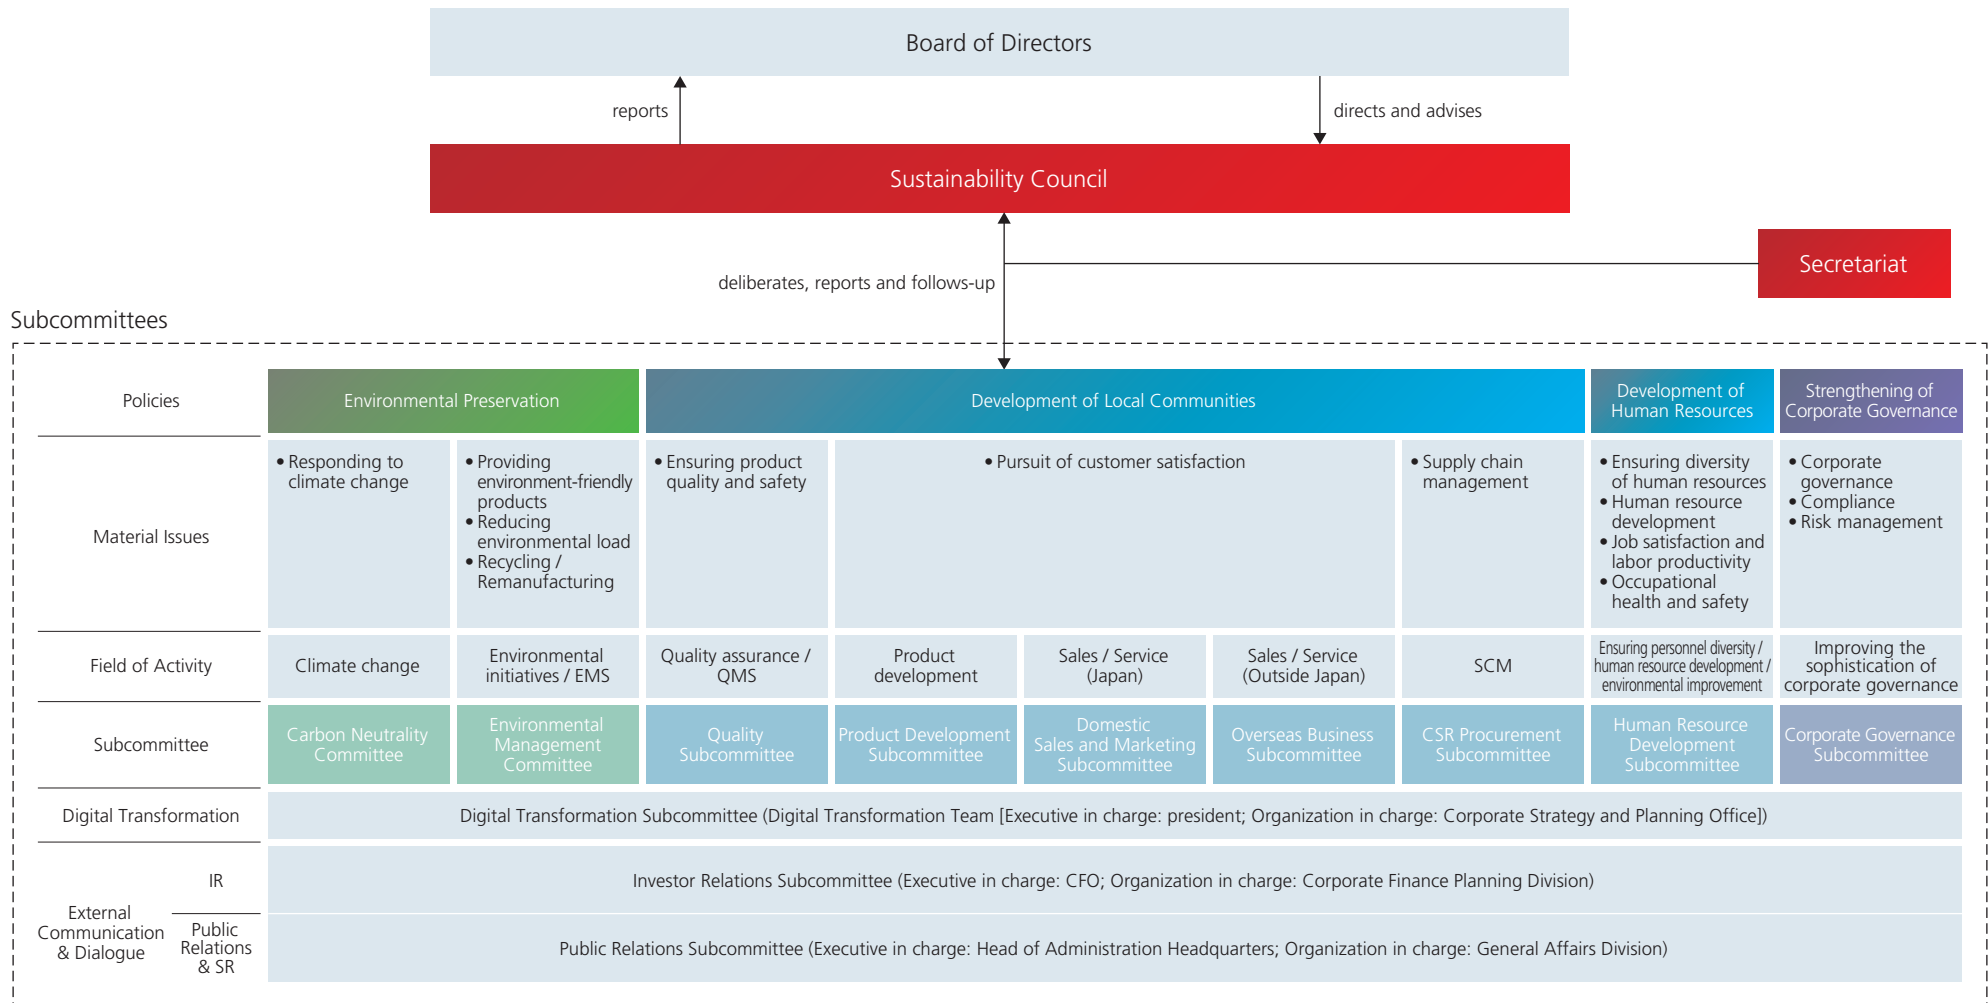 Board of Directors
reports
directs and advises
Sustainability Council
Secretariat
deliberates, reports and follows-up
Subcommittees
Policies
Environmental Preservation
Development of Local Communities
Development of
Human Resources
Strengthening of
Corporate Governance
Material Issues
• Responding to
climate change
• Providing
environment-friendly
products
• Reducing
environmental load
• Recycling /
Remanufacturing
• Ensuring product
quality and safety
• Pursuit of customer satisfaction
• Supply chain
management
• Ensuring diversity
of human resources
• Human resource
development
• Job satisfaction and
labor productivity
• Occupational
health and safety
• Corporate
governance
• Compliance
• Risk management
Field of Activity
Climate change
Environmental
initiatives / EMS
Quality assurance /
QMS
Product
development
Sales / Service
(Japan)
Sales / Service
(Outside Japan)
SCM
Ensuring personnel diversity /
human resource development /
environmental improvement
Improving the
sophistication of
corporate governance
Subcommittee
Carbon Neutrality
Committee
Environmental
Management
Committee
Quality
Subcommittee
Product Development
Subcommittee
Domestic
Sales and Marketing
Subcommittee
Overseas Business
Subcommittee
CSR Procurement
Subcommittee
Human Resource
Development
Subcommittee
Corporate Governance
Subcommittee
Digital Transformation
Digital Transformation Subcommittee (Digital Transformation Team [Executive in charge: president; Organization in charge: Corporate Strategy and Planning Office])
External
Communication
& Dialogue
IR
Investor Relations Subcommittee (Executive in charge: CFO; Organization in charge: Corporate Finance Planning Division)
Public
Relations
& SR
Public Relations Subcommittee (Executive in charge: Head of Administration Headquarters; Organization in charge: General Affairs Division)